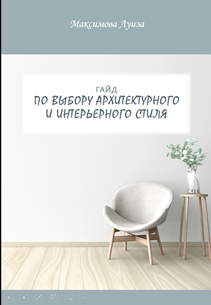 Максимова Луиза
ГАЙД
ПО ВЫБОРУ АРХИТЕКТУРНОГО
И ИНТЕРЬЕРНОГО СТИЛЯ